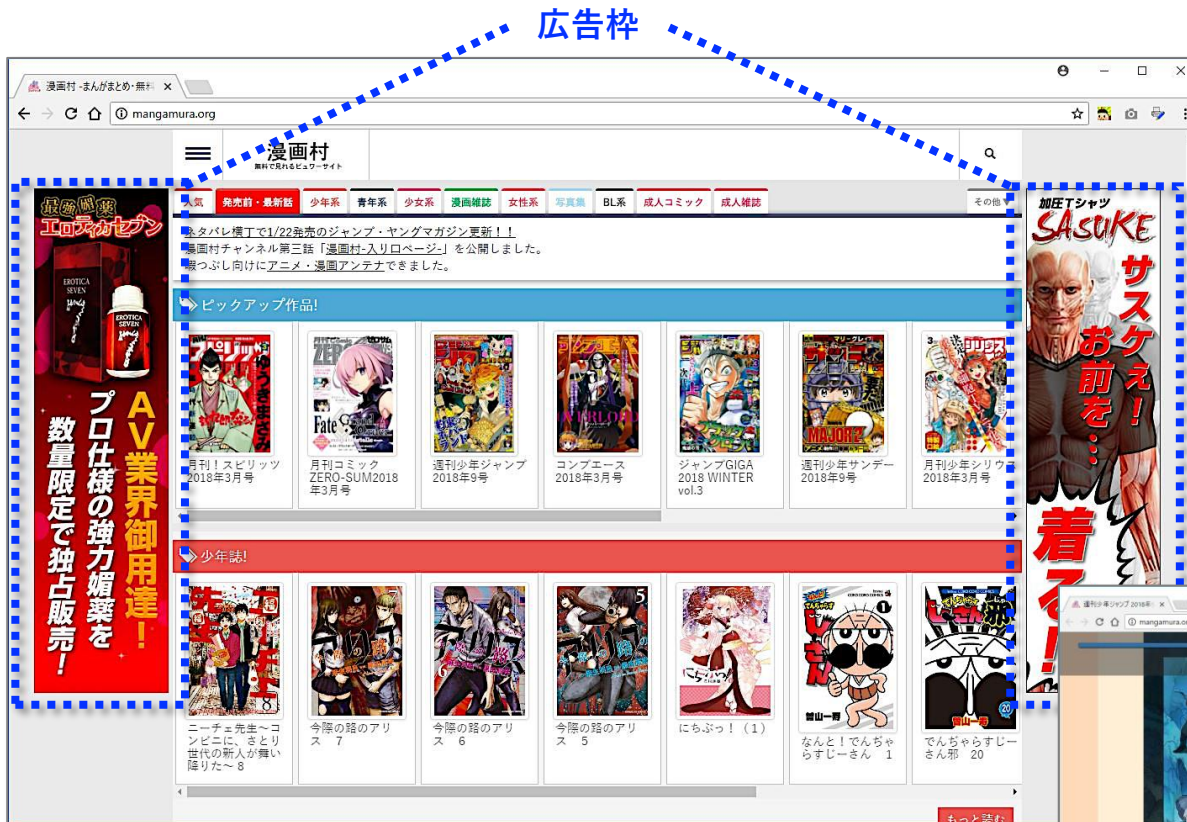 広告枠
漫画村 -まんがまとめ・無料
mangamura.org
漫画村
無料で見れるビュワーサイト
人気
発売前・最新話
少年系
青年系
少女系
漫画雑誌
女性系
写真集
BL系
成人コミック
成人雑誌
その他▼
ネタバレ横丁で1/22発売のジャンプ・ヤングマガジン更新！！
漫画村チャンネル第三話「漫画村-入り口ページ-」を公開しました。
暇つぶし向けにアニメ・漫画アンテナできました。
最強媚薬
エロティカセブン
EROTICA
SEVEN
EROTICA
SEVEN
AV業界御用達！
プロ仕様の強力媚薬を
数量限定で独占販売！
加圧Tシャツ
SASUKE
サスケぇ！
お前を…
着る！
ピックアップ作品!
月刊！スピリッツ
2018年3月号
月刊コミック
ZERO-SUM2018
年3月号
週刊少年ジャンプ
2018年9号
コンプエース
2018年3月号
ジャンプGIGA
2018 WINTER
vol.3
週刊少年サンデー
2018年9号
月刊少年シリウス
2018年3月号
少年誌!
ニーチェ先生～コ
ンビニに、さとり
世代の新人が舞い
降りた～ 8
今際の路のアリ
ス 7
今際の路のアリ
ス 6
今際の路のアリ
ス 5
にちぶっ！（1）
なんと！でんぢゃ
らすじーさん 1
でんぢゃらすじー
さん邪 20
もっと読む
週刊少年ジャンプ 2018年
mangamura.or